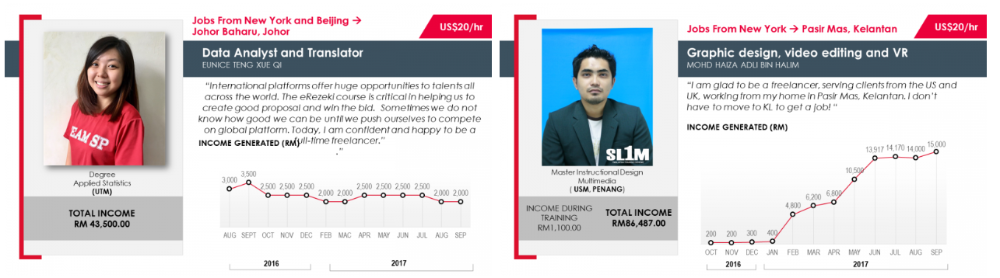 Jobs From New York and Beijing →
Johor Baharu, Johor
US$20/hr
Data Analyst and Translator
EUNICE TENG XUE QI
TEAM SP
Degree
Applied Statistics
(UTM)
TOTAL INCOME
RM 43,500.00
“International platforms offer huge opportunities to talents all
across the world. The eRezeki course is critical in helping us to
create good proposal and win the bid. Sometimes we do not
know how good we can be until we push ourselves to compete
on global platform. Today, I am confident and happy to be a
full-time freelancer.”
.”
INCOME GENERATED (RM)
3,000 3,500 2,500 2,500 2,500 2,000 2,000 2,500 2,500 2,500 2,500 2,000 2,000
AUG SEPT OCT NOV DEC FEB MAC APR MAY JUN JUL AUG SEP
2016 2017
Jobs From New York → Pasir Mas, Kelantan
US$20/hr
Graphic design, video editing and VR
MOHD HAIZA ADLI BIN HALIM
SL1M
Master Instructional Design
Multimedia
( USM, PENANG)
INCOME DURING
TRAINING
RM1,100.00
TOTAL INCOME
RM86,487.00
“I am glad to be a freelancer, serving clients from the US and
UK, working from my home in Pasir Mas, Kelantan. I don’t
have to move to KL to get a job! “
INCOME GENERATED (RM)
200 200 300 400 4,800 6,200 6,800 10,500 13,917 14,170 14,000 15,000
OCT NOV DEC JAN FEB MAR APR MAY JUN JUL AUG SEP
2016 2017